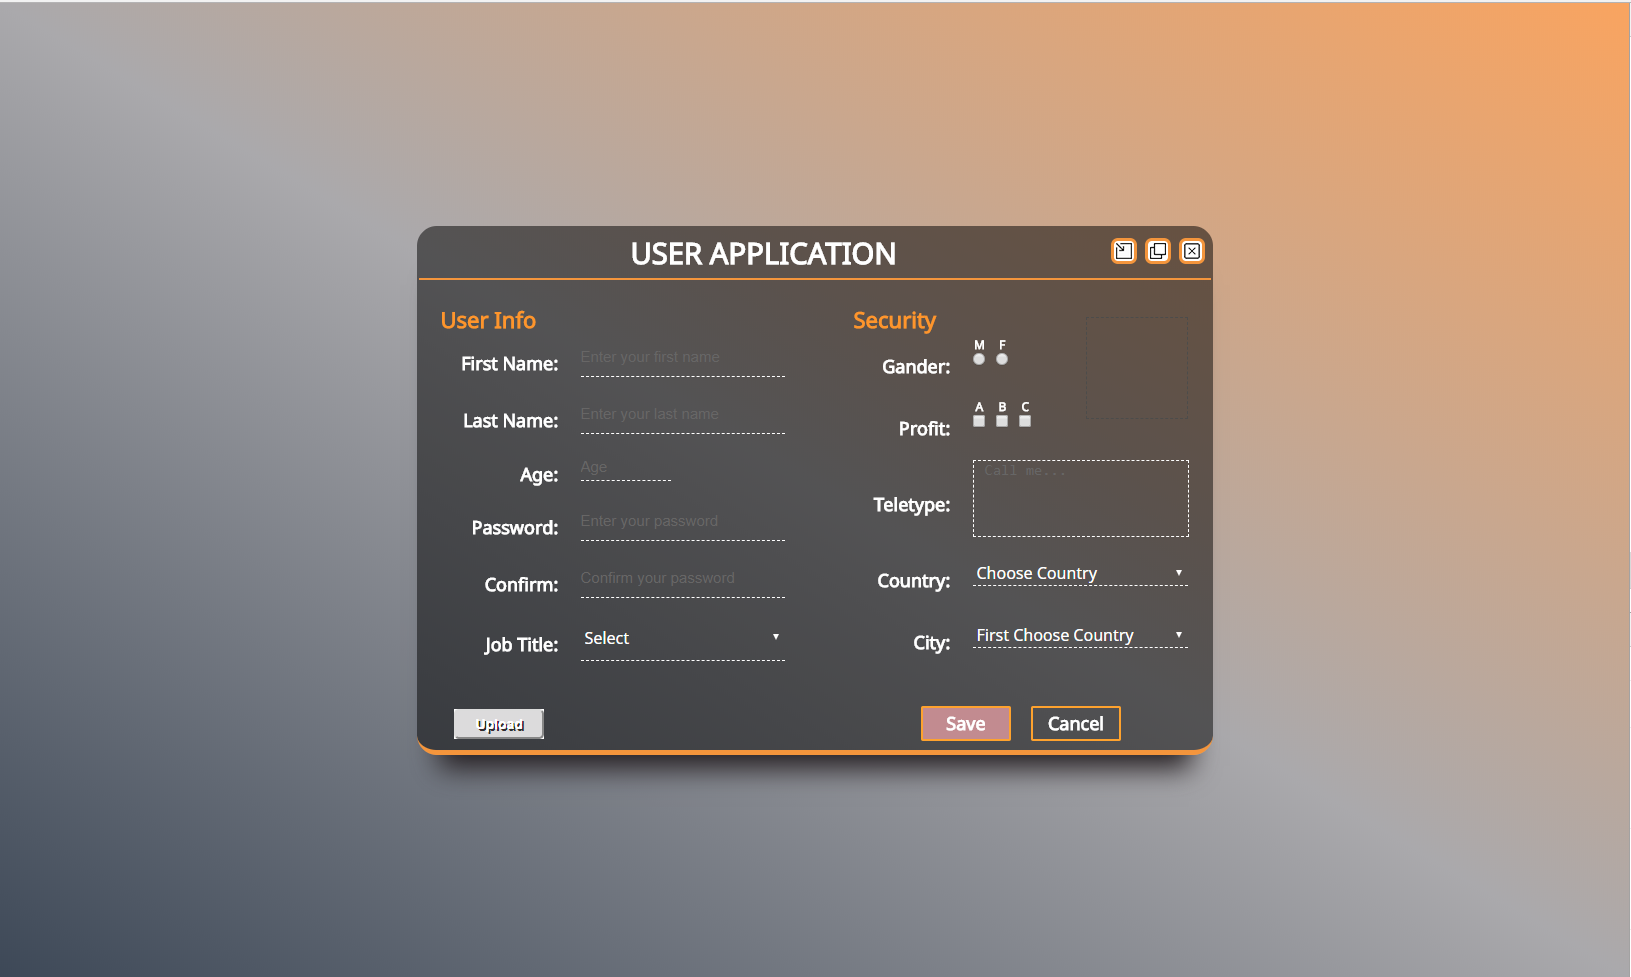 USER APPLICATION
User Info
First Name: Enter your first name
Last Name: Enter your last name
Age: Age
Password: Enter your password
Confirm: Confirm your password
Job Title: Select
Upload
Security
M F
Gander:
A B C
Profit:
Teletype: Call me...
Country: Choose Country
City: First Choose Country
Save Cancel